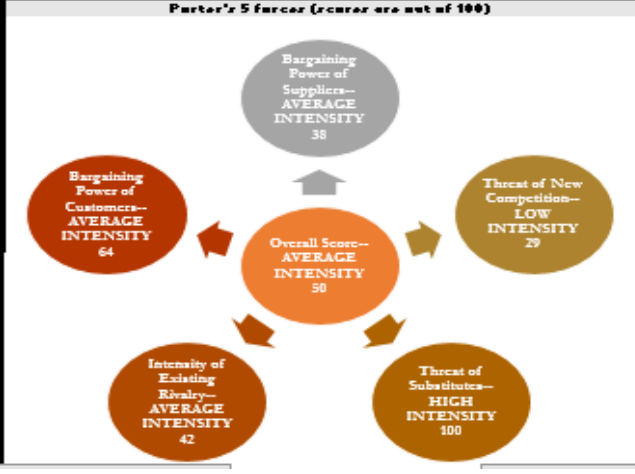 Porter's 5 forces (scores are out of 100)
Bargaining
Power of
Suppliers--
AVERAGE
INTENSITY
38
Bargaining
Power of
Customers--
AVERAGE
INTENSITY
64
Threat of New
Competition--
LOW
INTENSITY
29
Overall Score--
AVERAGE
INTENSITY
50
Intensity of
Existing
Rivalry--
AVERAGE
INTENSITY
42
Threat of
Substitutes--
HIGH
INTENSITY
100